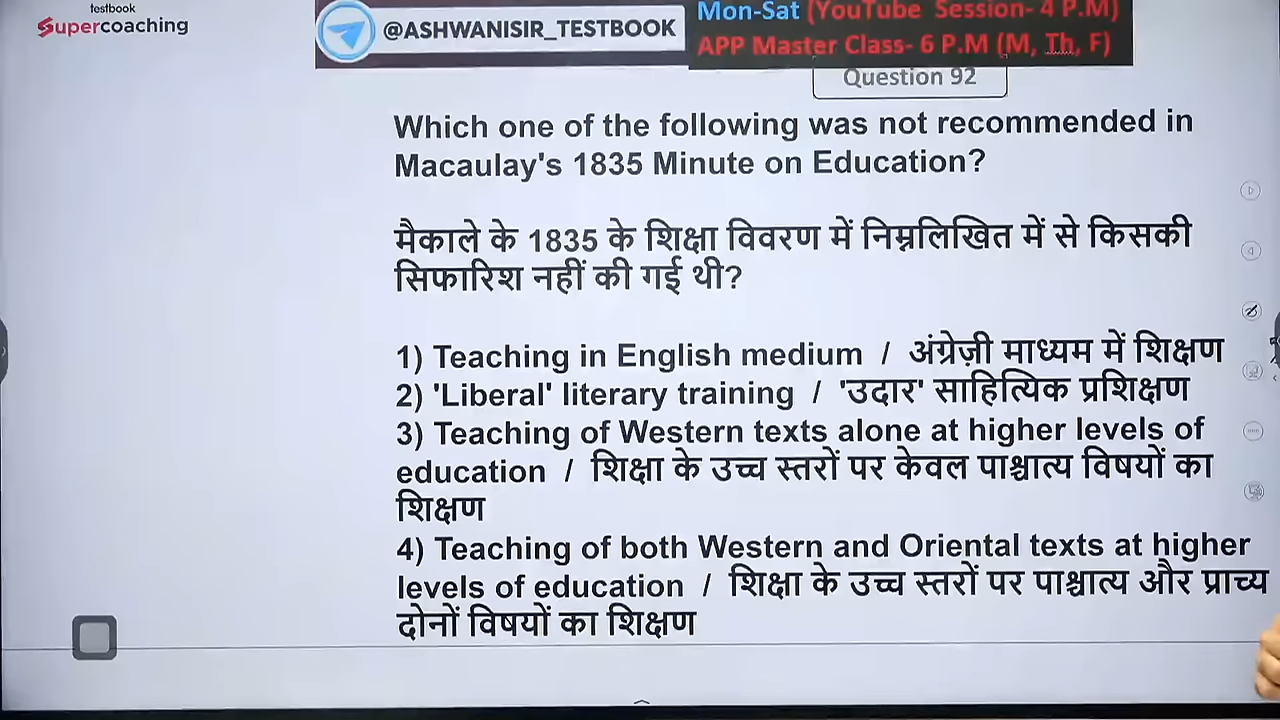 testbook
Supercoaching
@ASHWANISIR_TESTBOOK
Mon-Sat (YouTube Session- 4 P.M)
APP Master Class- 6 P.M (M, Th, F)
Question 92
Which one of the following was not recommended in
Macaulay's 1835 Minute on Education?
मैकाले के 1835 के शिक्षा विवरण में निम्नलिखित में से किसकी
सिफारिश नहीं की गई थी?
1) Teaching in English medium / अंग्रेज़ी माध्यम में शिक्षण
2) 'Liberal' literary training / 'उदार' साहित्यिक प्रशिक्षण
3) Teaching of Western texts alone at higher levels of
education / शिक्षा के उच्च स्तरों पर केवल पाश्चात्य विषयों का
शिक्षण
4) Teaching of both Western and Oriental texts at higher
levels of education / शिक्षा के उच्च स्तरों पर पाश्चात्य और प्राच्य
दोनों विषयों का शिक्षण